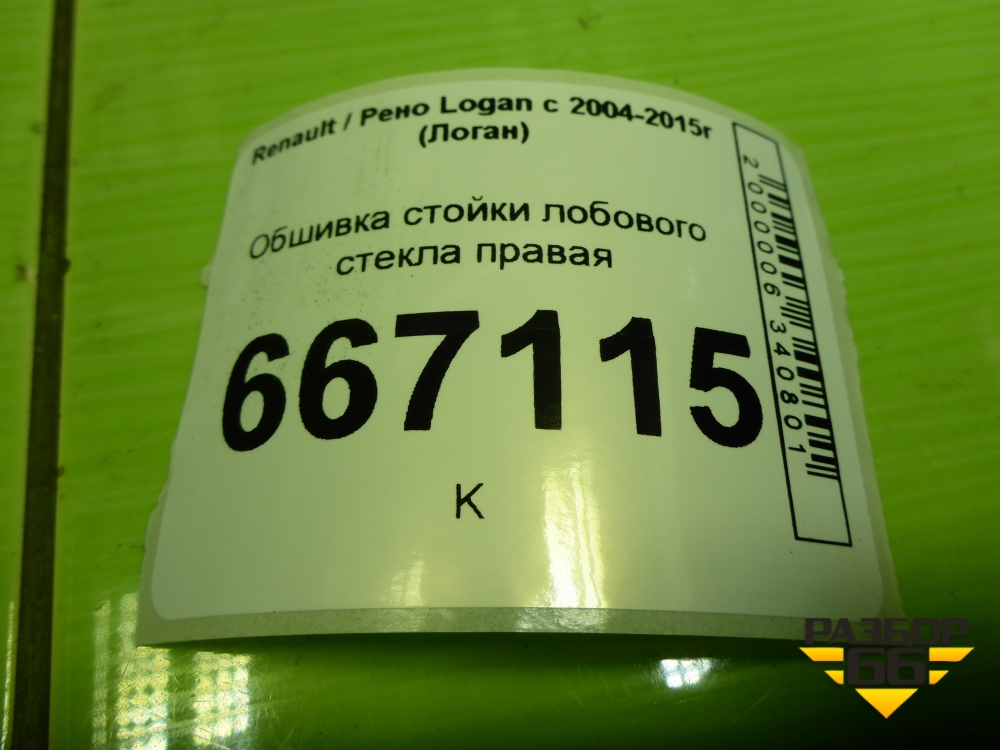 Renault / Рено Logan с 2004-2015г
(Логан)
Обшивка стойки лобового
стекла правая
667115
К
2000006340801
РАЗБОР
66